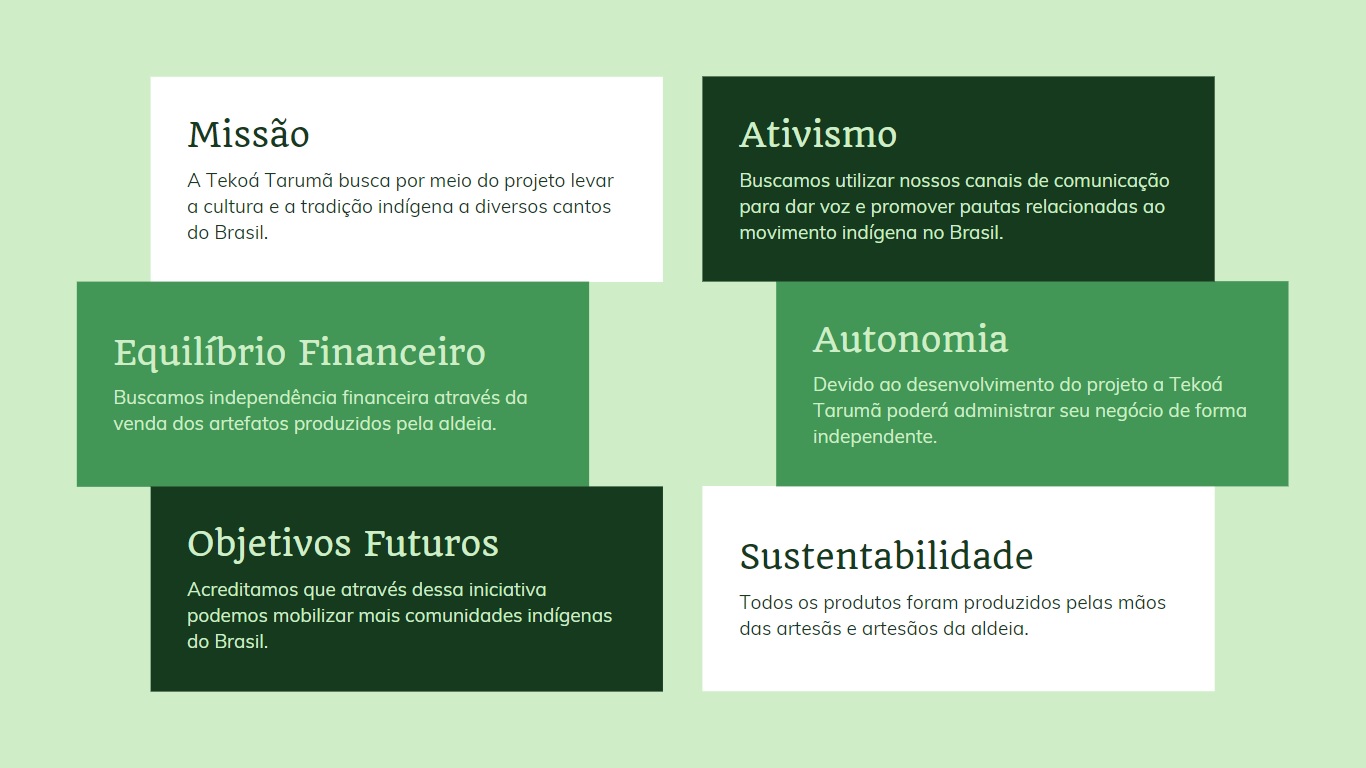 Missão
A Tekoá Tarumã busca por meio do projeto levar
a cultura e a tradição indígena a diversos cantos
do Brasil.
Ativismo
Buscamos utilizar nossos canais de comunicação
para dar voz e promover pautas relacionadas ao
movimento indígena no Brasil.
Equilíbrio Financeiro
Buscamos independência financeira através da
venda dos artefatos produzidos pela aldeia.
Autonomia
Devido ao desenvolvimento do projeto a Tekoá
Tarumã poderá administrar seu negócio de forma
independente.
Objetivos Futuros
Acreditamos que através dessa iniciativa
podemos mobilizar mais comunidades indígenas
do Brasil.
Sustentabilidade
Todos os produtos foram produzidos pelas mãos
das artesãs e artesãos da aldeia.